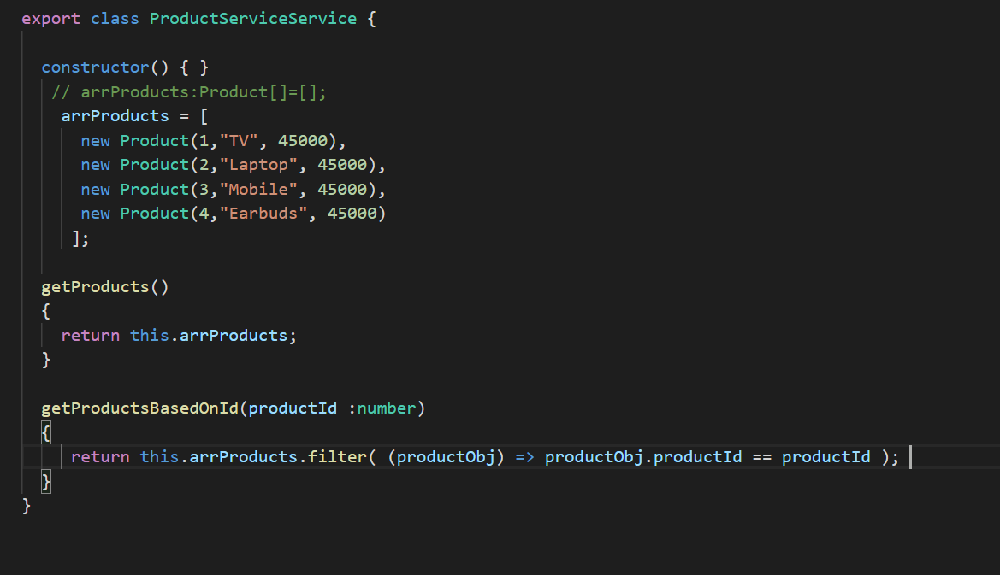 export class ProductServiceService {
constructor() { }
// arrProducts:Product[]=[];
arrProducts = [
new Product(1,"TV", 45000),
new Product(2,"Laptop", 45000),
new Product(3,"Mobile", 45000),
new Product(4,"Earbuds", 45000)
];
getProducts()
{
return this.arrProducts;
}
getProductsBasedOnId(productId :number)
{
return this.arrProducts.filter( (productObj) => productObj.productId == productId );
}
}